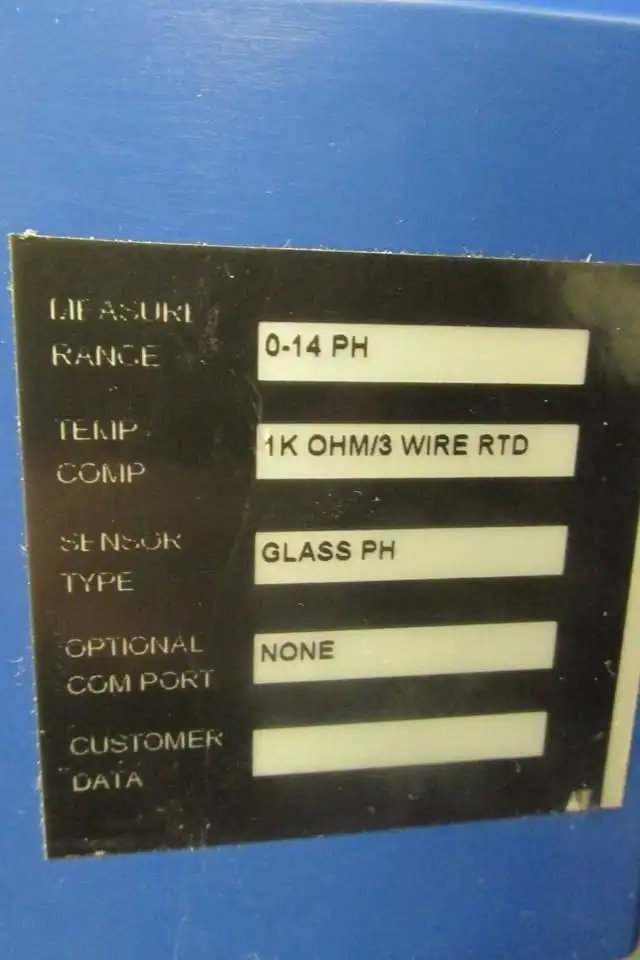 MEASURE
RANGE
0-14 PH
TEMP
COMP
1K OHM/3 WIRE RTD
SENSOR
TYPE
GLASS PH
OPTIONAL
COM PORT
NONE
CUSTOMER
DATA